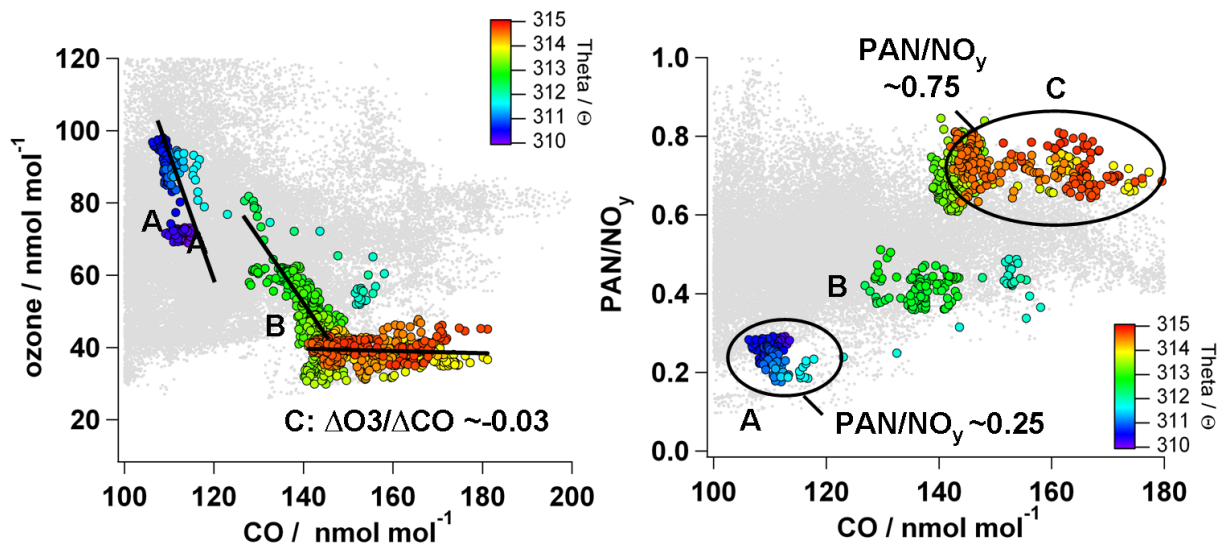 120
100
80
60
40
20
ozone / nmol mol⁻¹
100 120 140 160 180 200
CO / nmol mol⁻¹
315
314
313
312
311
310
Theta / Θ
A
A
B
C: ΔO3/ΔCO ~-0.03
1.0
0.8
0.6
0.4
0.2
0.0
PAN/NOy
100 120 140 160 180
CO / nmol mol⁻¹
PAN/NOy
~0.75
C
B
A
PAN/NOy ~0.25
315
314
313
312
311
310
Theta / Θ